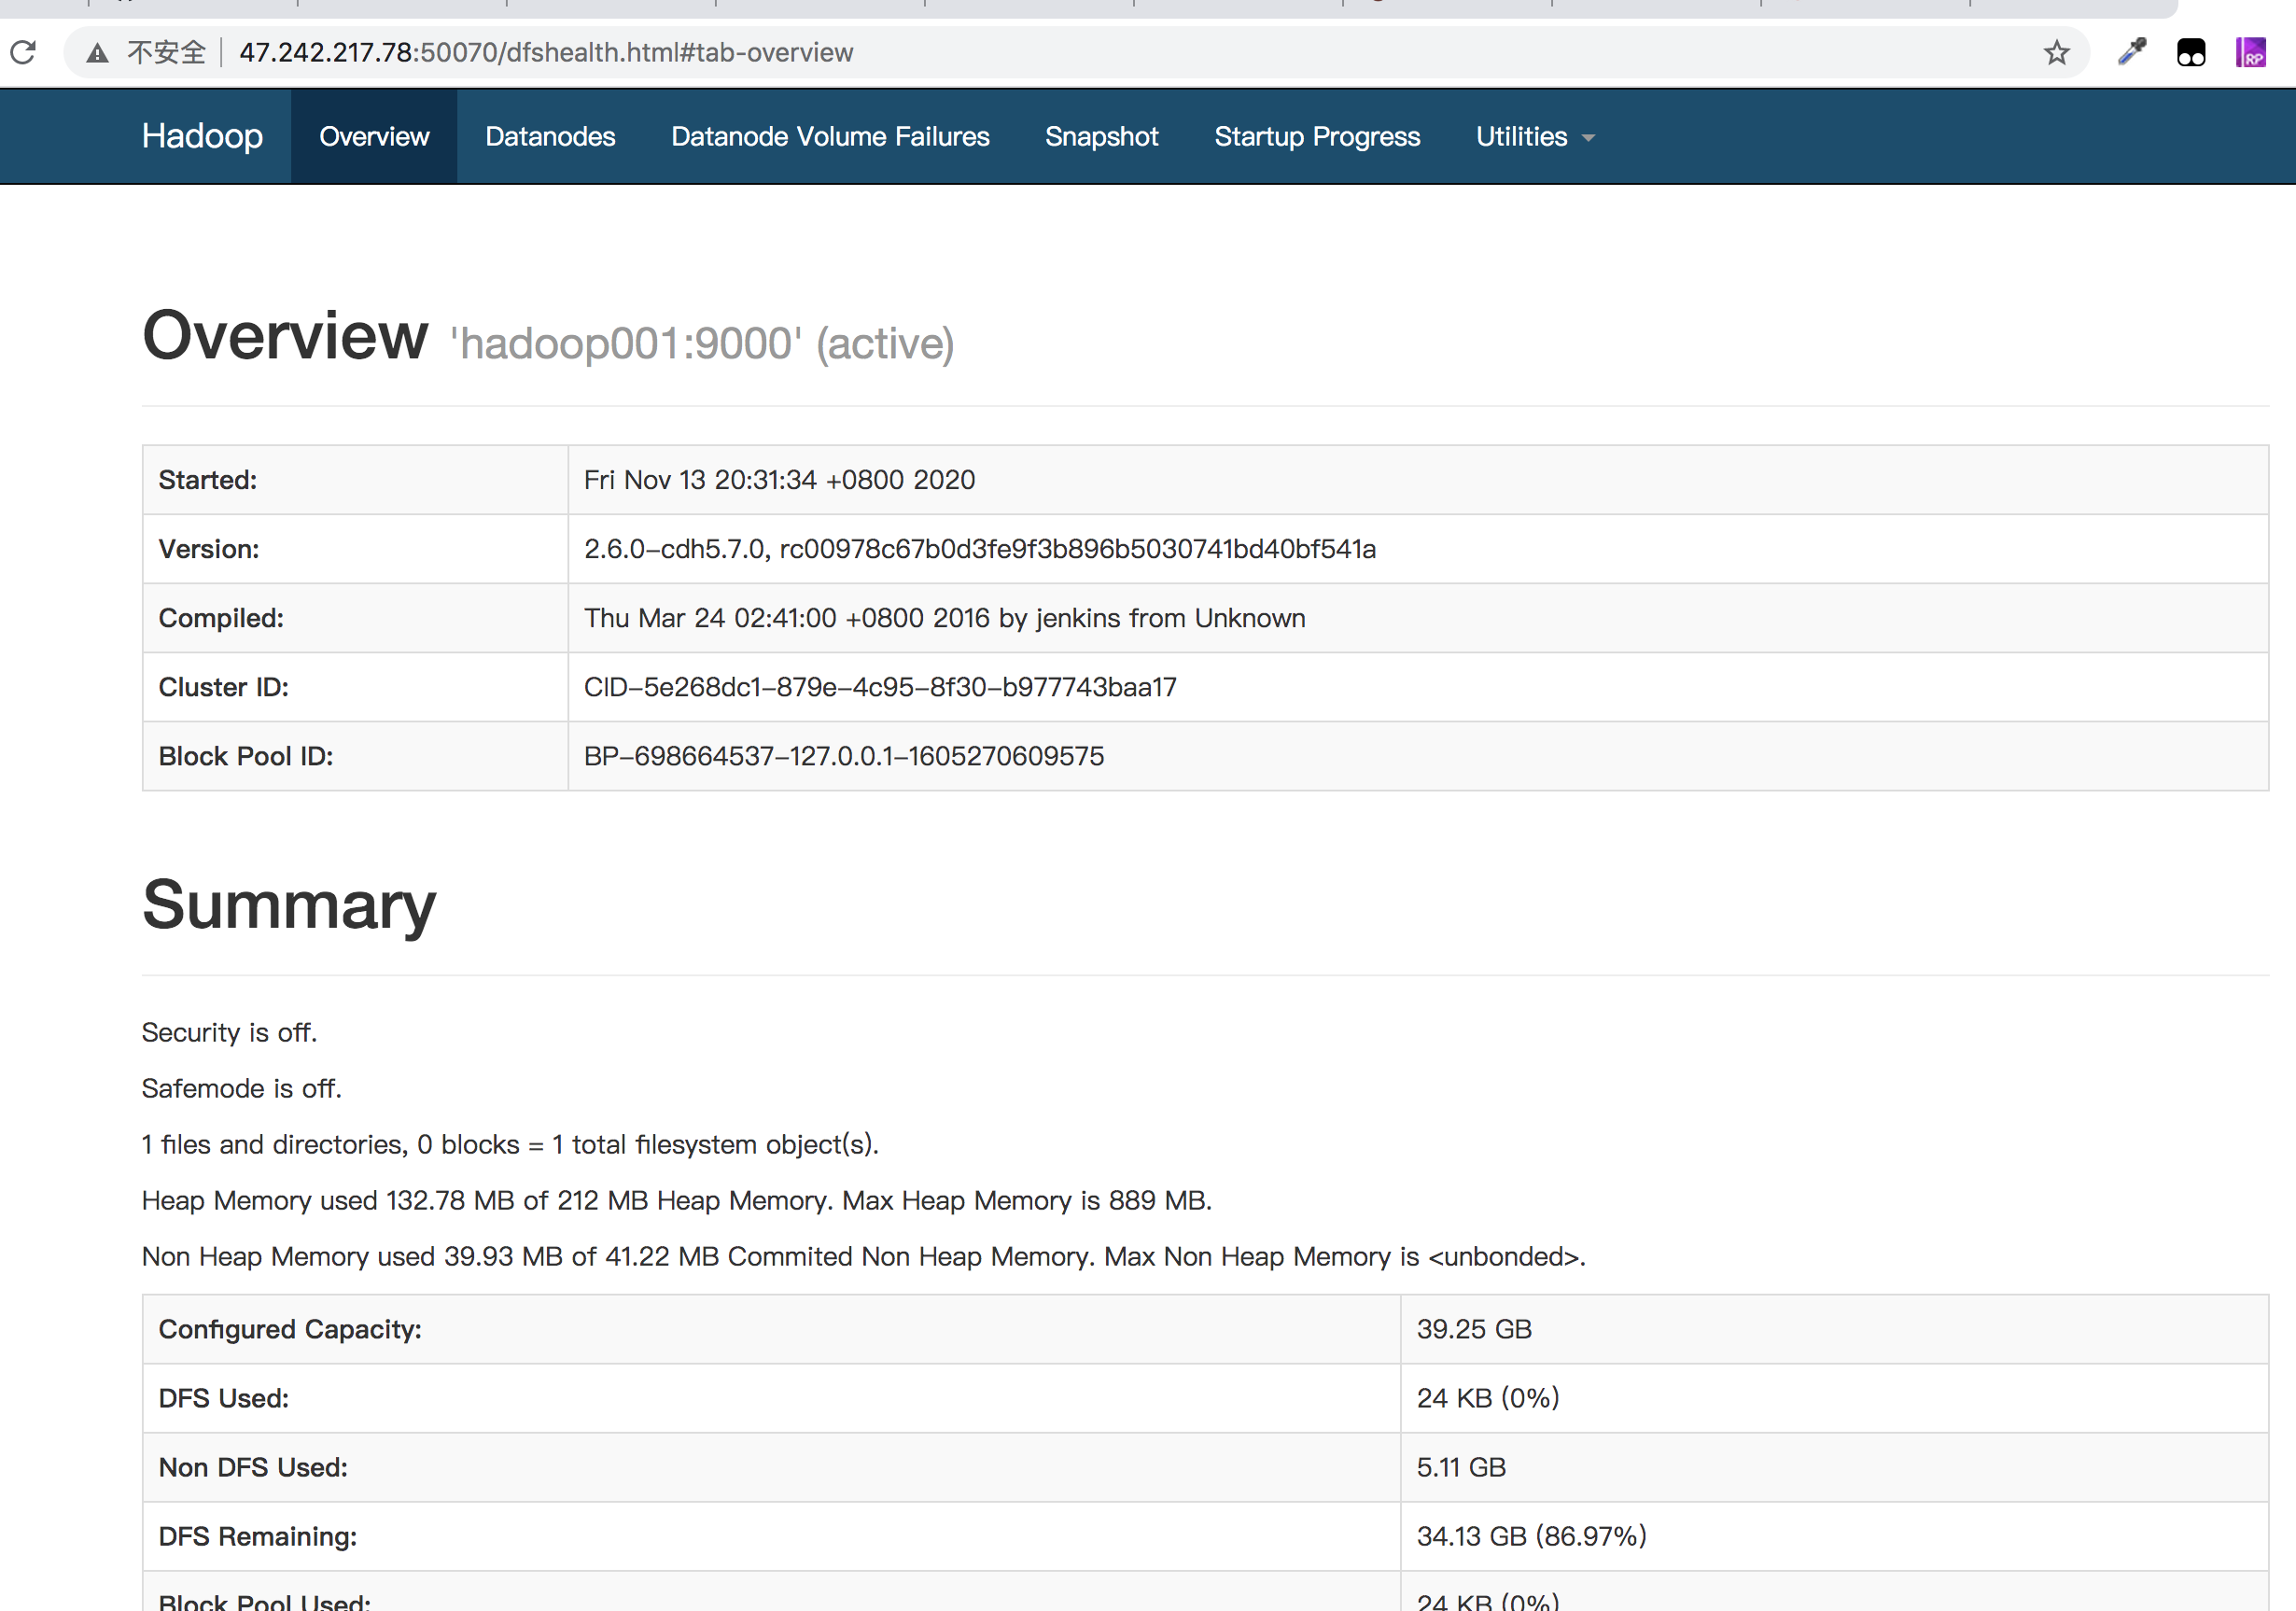 不安全 47.242.217.78:50070/dfshealth.html#tab-overview
RP
Hadoop Overview Datanodes Datanode Volume Failures Snapshot Startup Progress Utilities
Overview 'hadoop001:9000' (active)
Started: Fri Nov 13 20:31:34 +0800 2020
Version: 2.6.0-cdh5.7.0, rc00978c67b0d3fe9f3b896b5030741bd40bf541a
Compiled: Thu Mar 24 02:41:00 +0800 2016 by jenkins from Unknown
Cluster ID: CID-5e268dc1-879e-4c95-8f30-b977743baa17
Block Pool ID: BP-698664537-127.0.0.1-1605270609575
Summary
Security is off.
Safemode is off.
1 files and directories, 0 blocks = 1 total filesystem object(s).
Heap Memory used 132.78 MB of 212 MB Heap Memory. Max Heap Memory is 889 MB.
Non Heap Memory used 39.93 MB of 41.22 MB Commited Non Heap Memory. Max Non Heap Memory is <unbonded>.
Configured Capacity: 39.25 GB
DFS Used: 24 KB (0%)
Non DFS Used: 5.11 GB
DFS Remaining: 34.13 GB (86.97%)
Block Pool Used: 24 KB (0%)